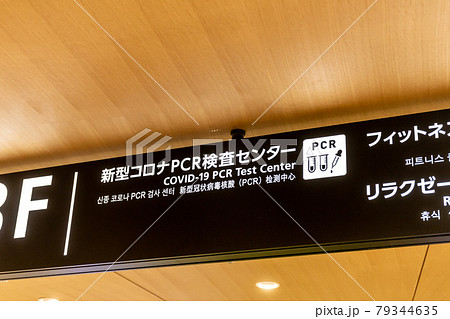 3F
新型コロナPCR検査センター
COVID-19 PCR Test Center
신종 코로나 PCR 검사 센터 新型冠状病毒核酸（PCR）检测中心
PCR
フィットネス
피트니스
リラクゼー
휴식
pixta
79344635